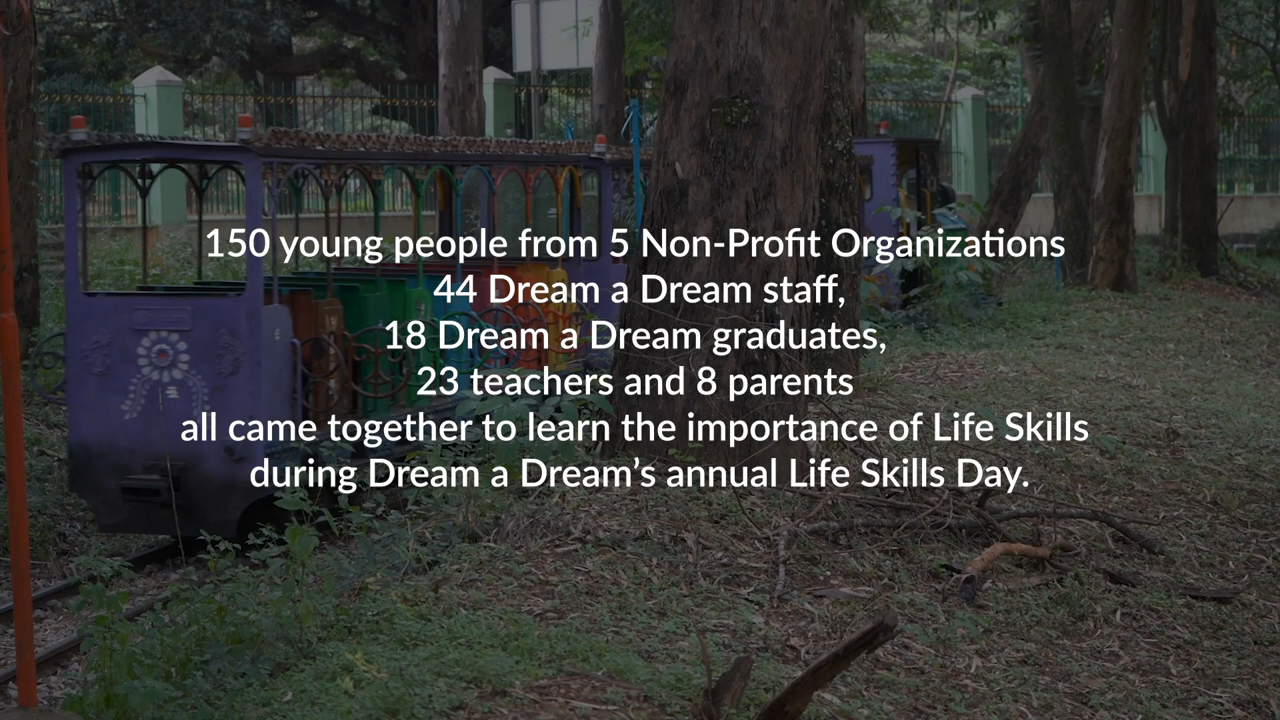 150 young people from 5 Non-Profit Organizations
44 Dream a Dream staff,
18 Dream a Dream graduates,
23 teachers and 8 parents
all came together to learn the importance of Life Skills
during Dream a Dream’s annual Life Skills Day.